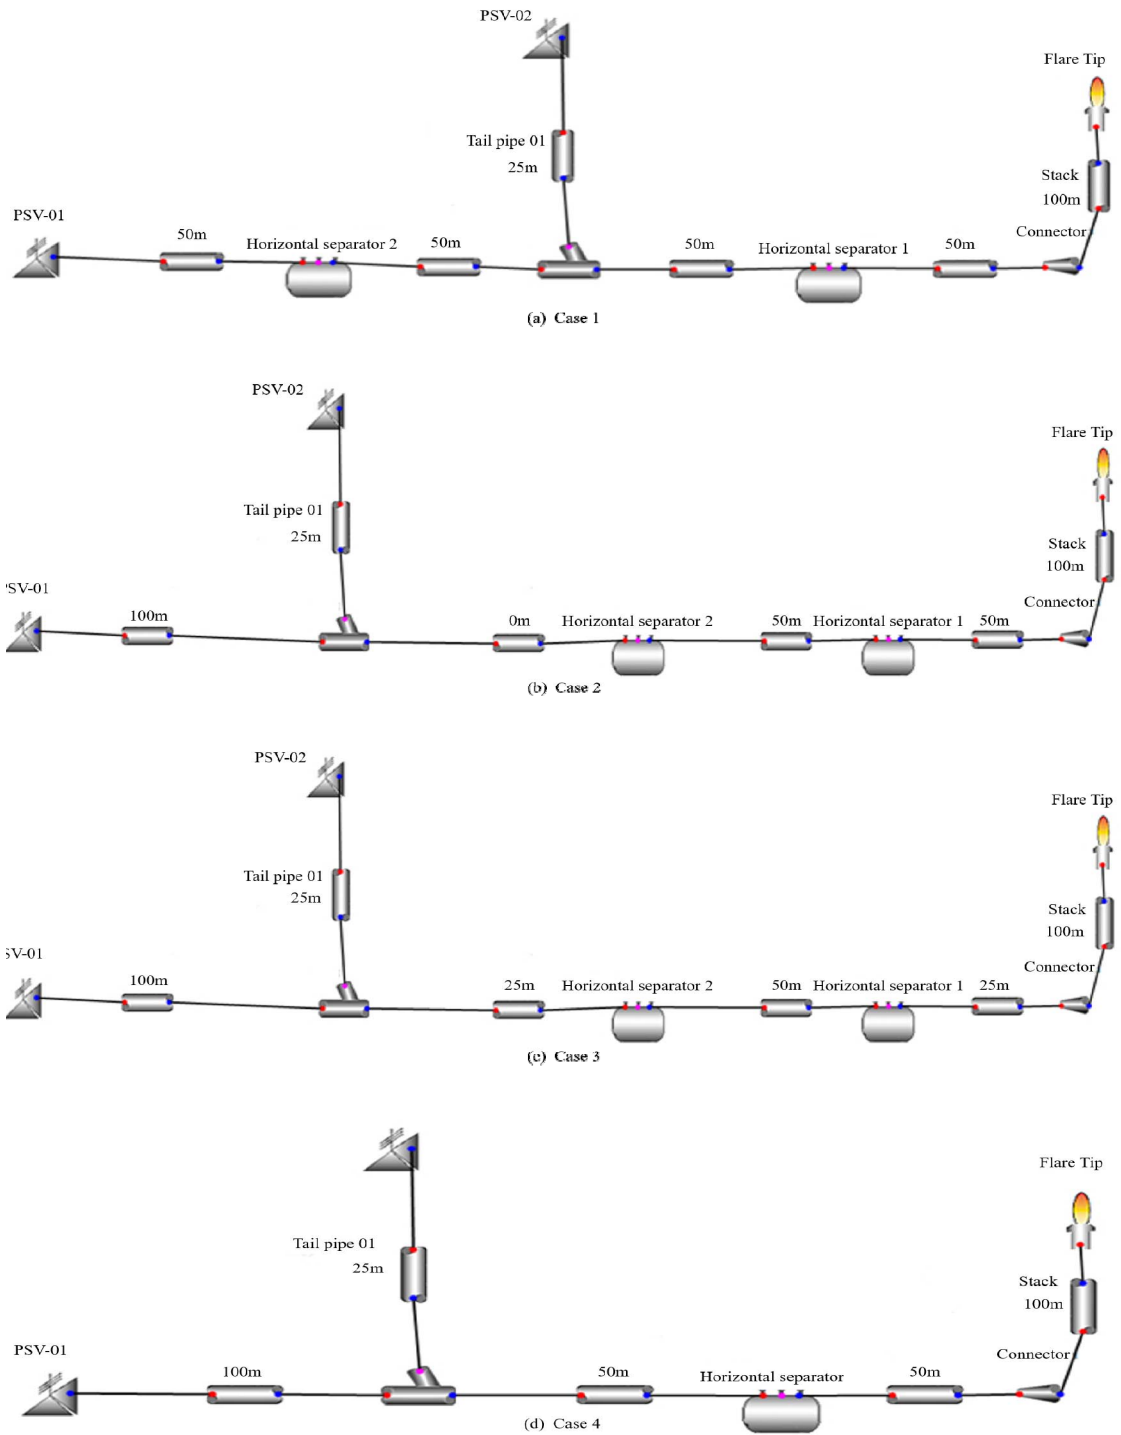 PSV-02
Flare Tip
Tail pipe 01
25m
Stack
100m
PSV-01
50m
Horizontal separator 2
50m
50m
Horizontal separator 1
50m
Connector
(a) Case 1
PSV-02
Flare Tip
Tail pipe 01
25m
Stack
100m
PSV-01
100m
0m
Horizontal separator 2
50m
Horizontal separator 1
50m
Connector
(b) Case 2
PSV-02
Flare Tip
Tail pipe 01
25m
Stack
100m
SV-01
100m
25m
Horizontal separator 2
50m
Horizontal separator 1
25m
Connector
(c) Case 3
Flare Tip
Tail pipe 01
25m
Stack
100m
PSV-01
100m
50m
Horizontal separator
50m
Connector
(d) Case 4